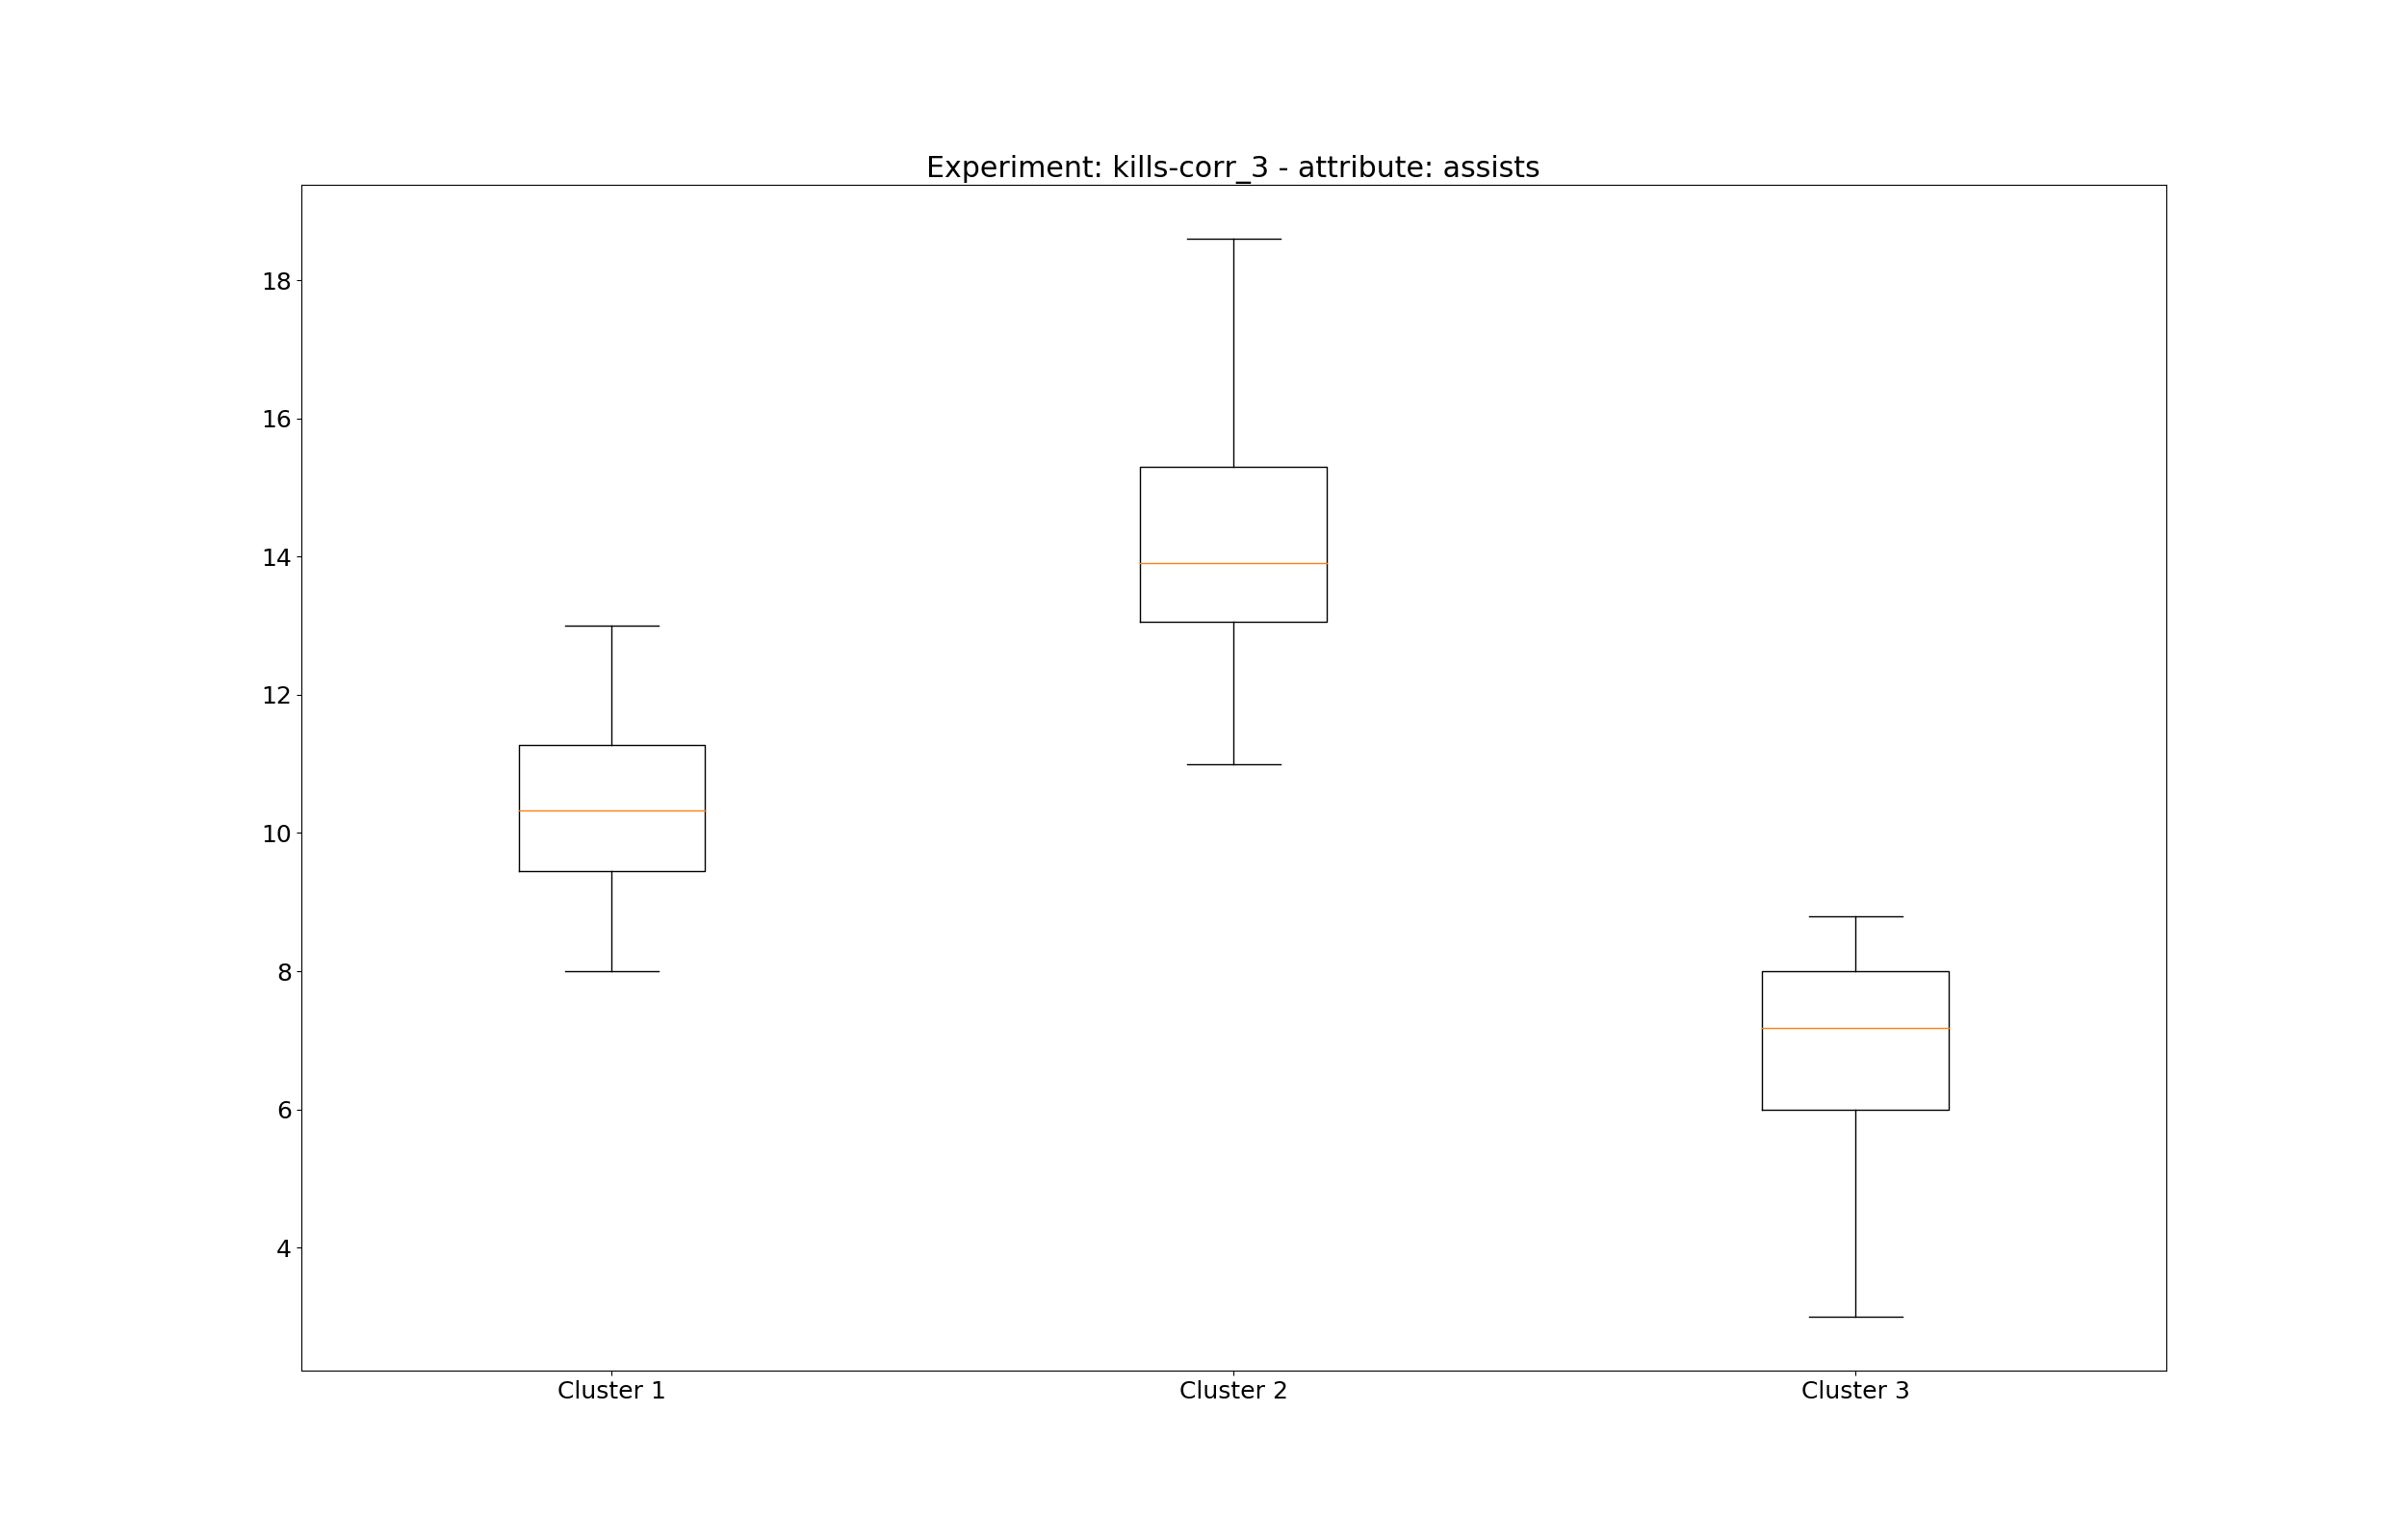 Experiment: kills-corr_3 - attribute: assists
18
16
14
12
10
8
6
4
Cluster 1
Cluster 2
Cluster 3